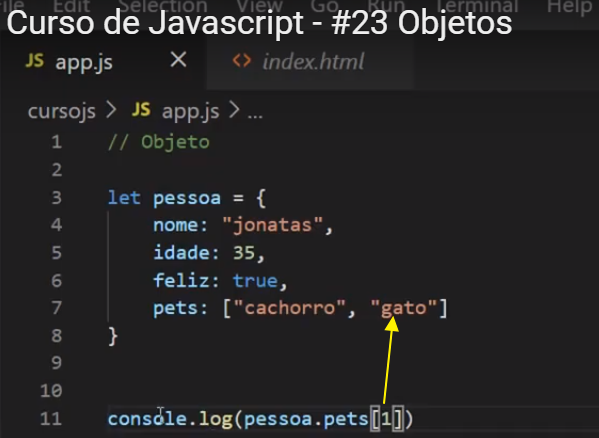 File Edit Selection View Go Run Terminal Help
Curso de Javascript - #23 Objetos
JS app.js × <> index.html
cursojs > JS app.js > ...
1 // Objeto
2
3 let pessoa = {
4 nome: "jonatas",
5 idade: 35,
6 feliz: true,
7 pets: ["cachorro", "gato"]
8 }
9
10
11 console.log(pessoa.pets[1])